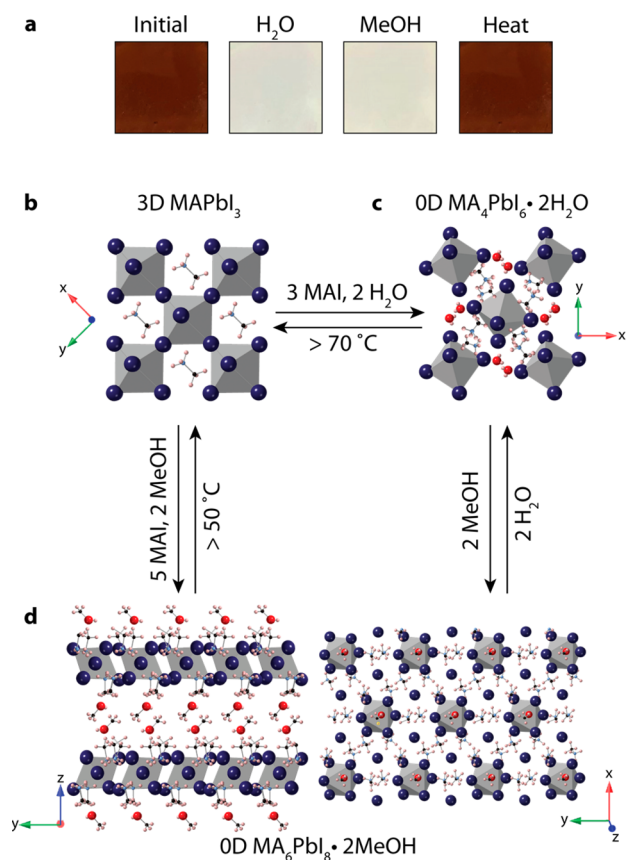 a
Initial
H₂O
MeOH
Heat
b
3D MAPbI₃
c
0D MA₄PbI₆• 2H₂O
x
y
3 MAI, 2 H₂O
> 70 ˚C
y
x
5 MAI, 2 MeOH
> 50 ˚C
2 MeOH
2 H₂O
d
z
y
x
y
z
0D MA₆PbI₈• 2MeOH